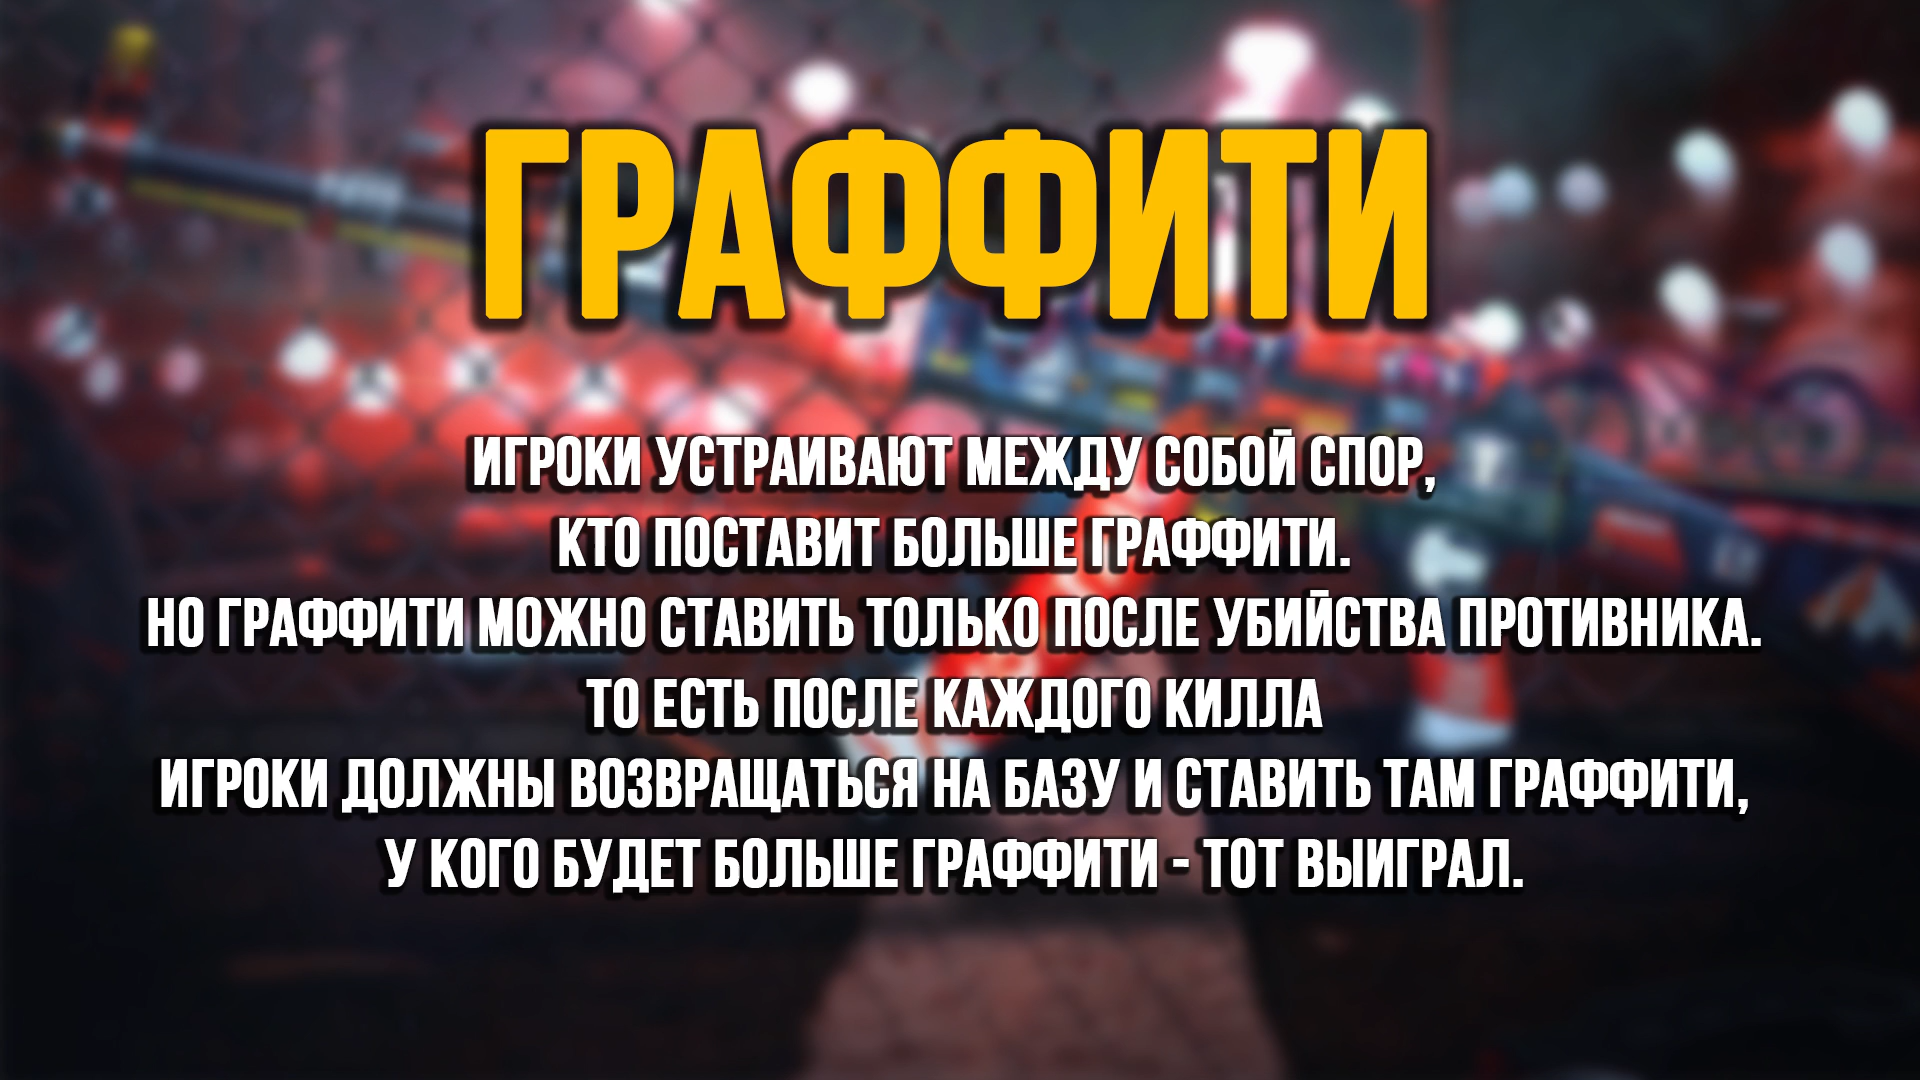 ГРАФФИТИ
ИГРОКИ УСТРАИВАЮТ МЕЖДУ СОБОЙ СПОР,
КТО ПОСТАВИТ БОЛЬШЕ ГРАФФИТИ.
НО ГРАФФИТИ МОЖНО СТАВИТЬ ТОЛЬКО ПОСЛЕ УБИЙСТВА ПРОТИВНИКА.
ТО ЕСТЬ ПОСЛЕ КАЖДОГО КИЛЛА
ИГРОКИ ДОЛЖНЫ ВОЗВРАЩАТЬСЯ НА БАЗУ И СТАВИТЬ ТАМ ГРАФФИТИ,
У КОГО БУДЕТ БОЛЬШЕ ГРАФФИТИ - ТОТ ВЫИГРАЛ.